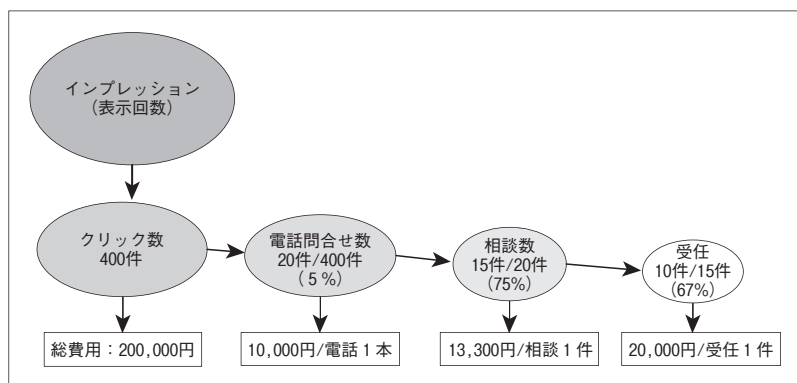 インプレッション
（表示回数）
クリック数
400件
電話問合せ数
20件/400件
（5％）
相談数
15件/20件
（75%）
受任
10件/15件
（67%）
総費用：200,000円
10,000円/電話1本
13,300円/相談1件
20,000円/受任1件